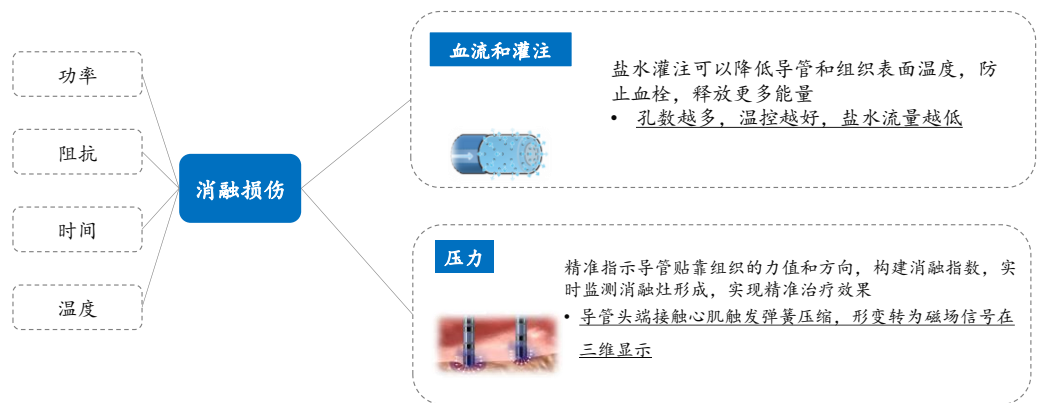 功率
阻抗
时间
温度
消融损伤
血流和灌注
盐水灌注可以降低导管和组织表面温度，防
止血栓，释放更多能量
• 孔数越多，温控越好，盐水流量越低
压力
精准指示导管贴靠组织的力值和方向，构建消融指数，实
时监测消融灶形成，实现精准治疗效果
• 导管头端接触心肌触发弹簧压缩，形变转为磁场信号在
三维显示